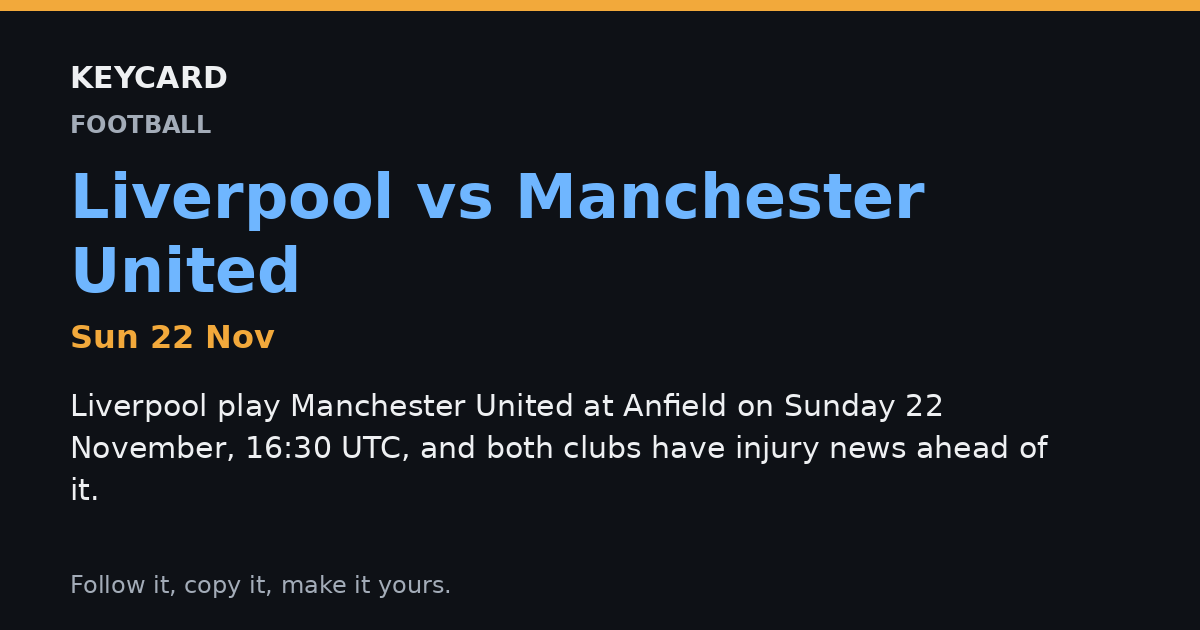 KEYCARD
FOOTBALL
Liverpool vs Manchester
United
Sun 22 Nov
Liverpool play Manchester United at Anfield on Sunday 22
November, 16:30 UTC, and both clubs have injury news ahead of
it.
Follow it, copy it, make it yours.